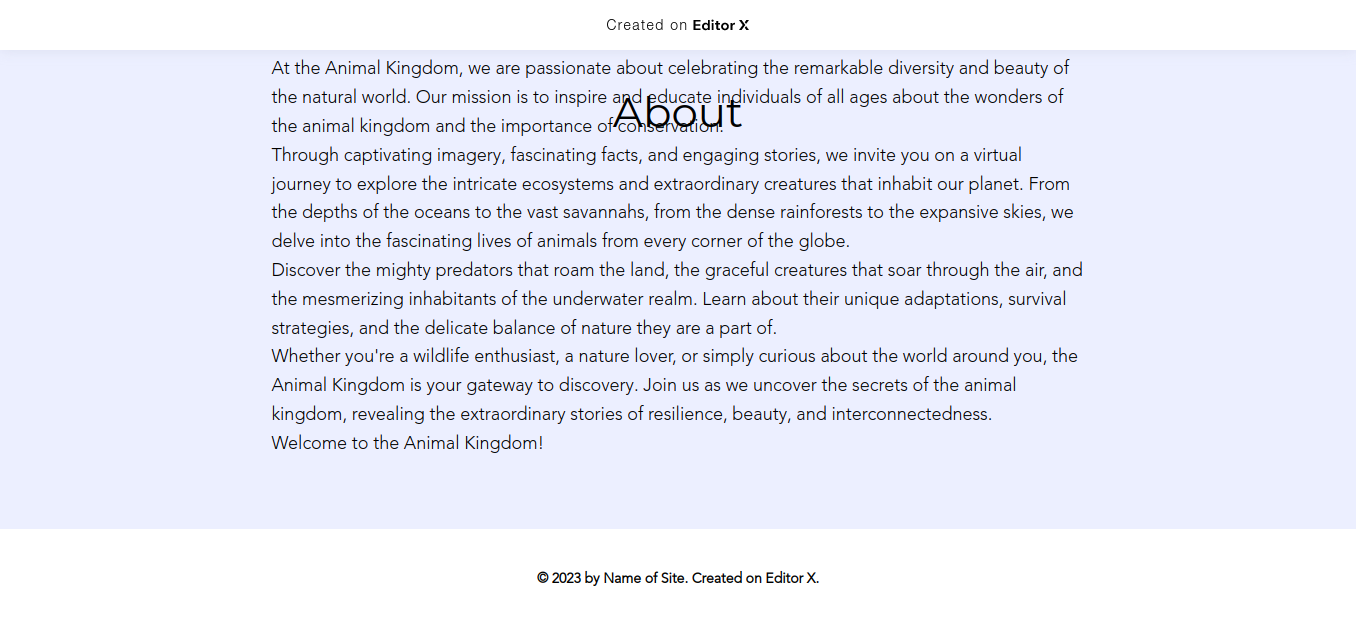 Created on Editor X
At the Animal Kingdom, we are passionate about celebrating the remarkable diversity and beauty of
the natural world. Our mission is to inspire and educate individuals of all ages about the wonders of
About
the animal kingdom and the importance of conservation.
Through captivating imagery, fascinating facts, and engaging stories, we invite you on a virtual
journey to explore the intricate ecosystems and extraordinary creatures that inhabit our planet. From
the depths of the oceans to the vast savannahs, from the dense rainforests to the expansive skies, we
delve into the fascinating lives of animals from every corner of the globe.
Discover the mighty predators that roam the land, the graceful creatures that soar through the air, and
the mesmerizing inhabitants of the underwater realm. Learn about their unique adaptations, survival
strategies, and the delicate balance of nature they are a part of.
Whether you're a wildlife enthusiast, a nature lover, or simply curious about the world around you, the
Animal Kingdom is your gateway to discovery. Join us as we uncover the secrets of the animal
kingdom, revealing the extraordinary stories of resilience, beauty, and interconnectedness.
Welcome to the Animal Kingdom!
© 2023 by Name of Site. Created on Editor X.